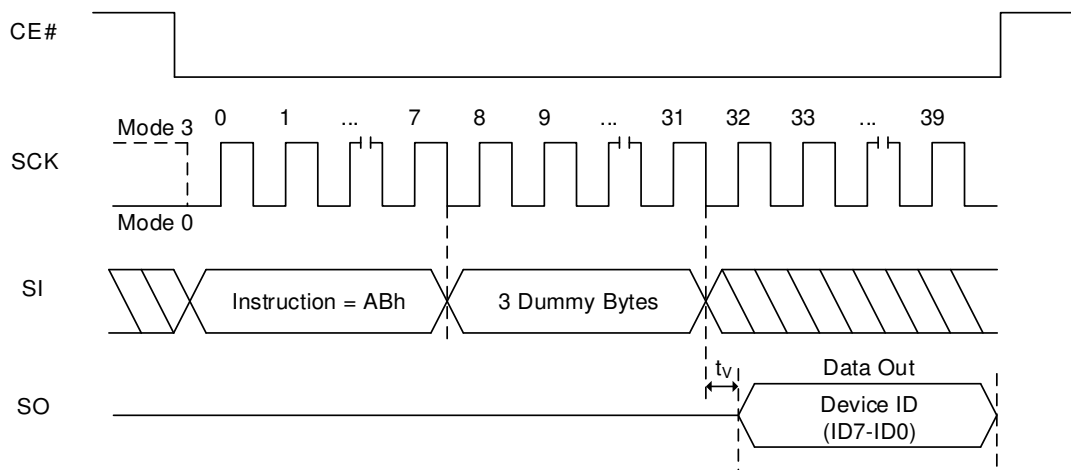 CE#
0 1 ... 7 8 9 ... 31 32 33 ... 39
Mode 3
SCK
Mode 0
SI
Instruction = ABh
3 Dummy Bytes
tV
Data Out
SO
Device ID
(ID7-ID0)